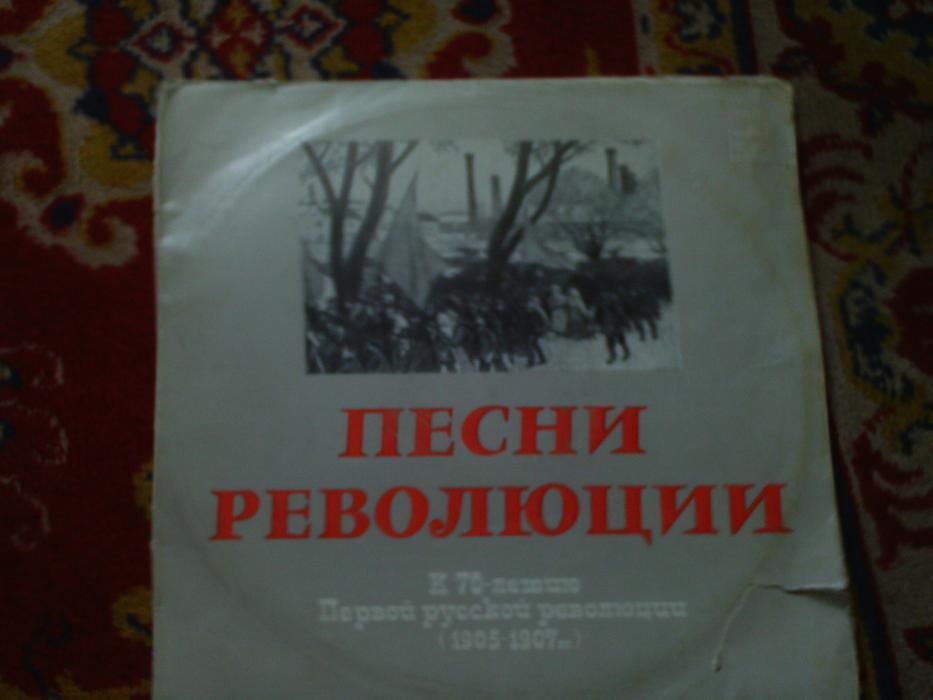 ПЕСНИ
РЕВОЛЮЦИИ
К 70-летию
Первой русской революции
(1905-1907гг.)